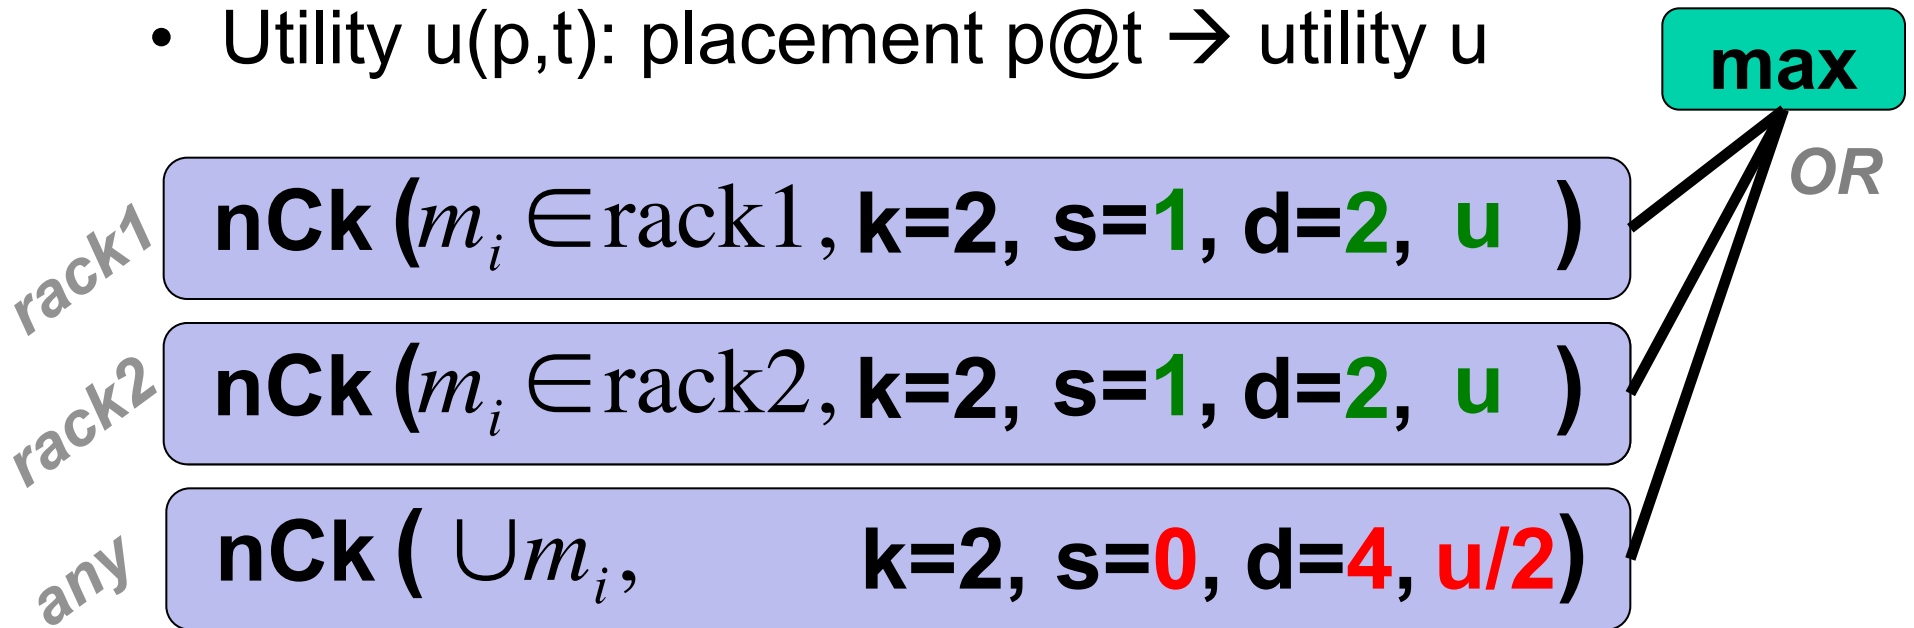 • Utility u(p,t): placement p@t → utility u
max
OR
rack1
nCk (mᵢ ∈rack1, k=2, s=1, d=2, u )
rack2
nCk (mᵢ ∈rack2, k=2, s=1, d=2, u )
any
nCk ( ∪mᵢ, k=2, s=0, d=4, u/2)